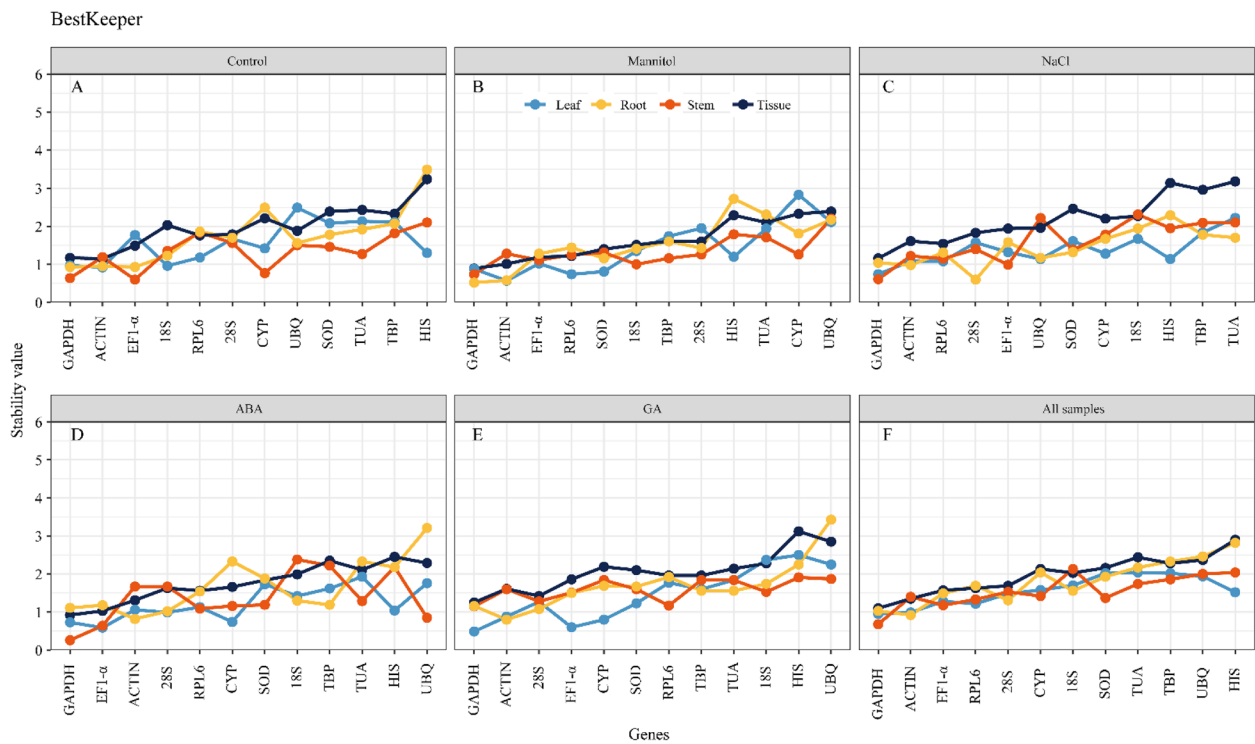 BestKeeper
Control
Mannitol
NaCl
A
B
C
Leaf Root Stem Tissue
6
5
4
3
2
1
0
GAPDH ACTIN EF1-α 18S RPL6 28S CYP UBQ SOD TUA TBP HIS
GAPDH ACTIN EF1-α RPL6 SOD 18S TBP 28S HIS TUA CYP UBQ
GAPDH ACTIN RPL6 28S EF1-α UBQ SOD CYP 18S HIS TBP TUA
Stability value
ABA
GA
All samples
D
E
F
6
5
4
3
2
1
0
GAPDH EF1-α ACTIN 28S RPL6 CYP SOD 18S TBP TUA HIS UBQ
GAPDH ACTIN 28S EF1-α CYP SOD RPL6 TBP TUA 18S HIS UBQ
GAPDH ACTIN EF1-α RPL6 28S CYP 18S SOD TUA TBP UBQ HIS
Genes